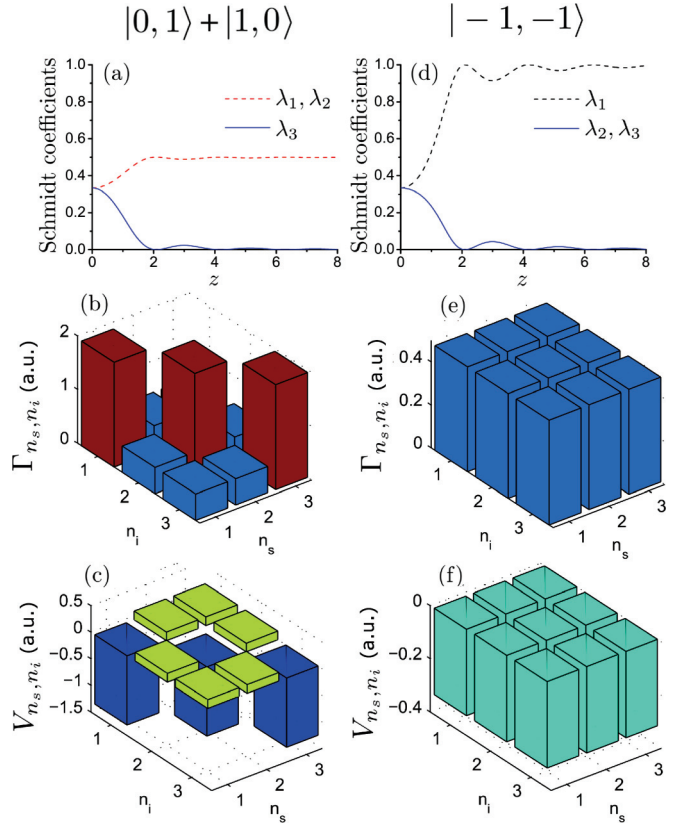 |0, 1⟩ + |1, 0⟩
| − 1, −1⟩
(a)
Schmidt coefficients
1.0
0.8
0.6
0.4
0.2
0.0
λ₁, λ₂
λ₃
0 2 4 6 8
z
(d)
Schmidt coefficients
1.0
0.8
0.6
0.4
0.2
0.0
λ₁
λ₂, λ₃
0 2 4 6 8
z
(b)
Γₙₛ,ₙᵢ (a.u.)
2
1
0
1
2
3
nᵢ
1
2
3
nₛ
(e)
Γₙₛ,ₙᵢ (a.u.)
0.4
0.2
0
1
2
3
nᵢ
1
2
3
nₛ
(c)
Vₙₛ,ₙᵢ (a.u.)
0.5
0
−0.5
−1
−1.5
1
2
3
nᵢ
1
2
3
nₛ
(f)
Vₙₛ,ₙᵢ (a.u.)
0
−0.2
−0.4
1
2
3
nᵢ
1
2
3
nₛ